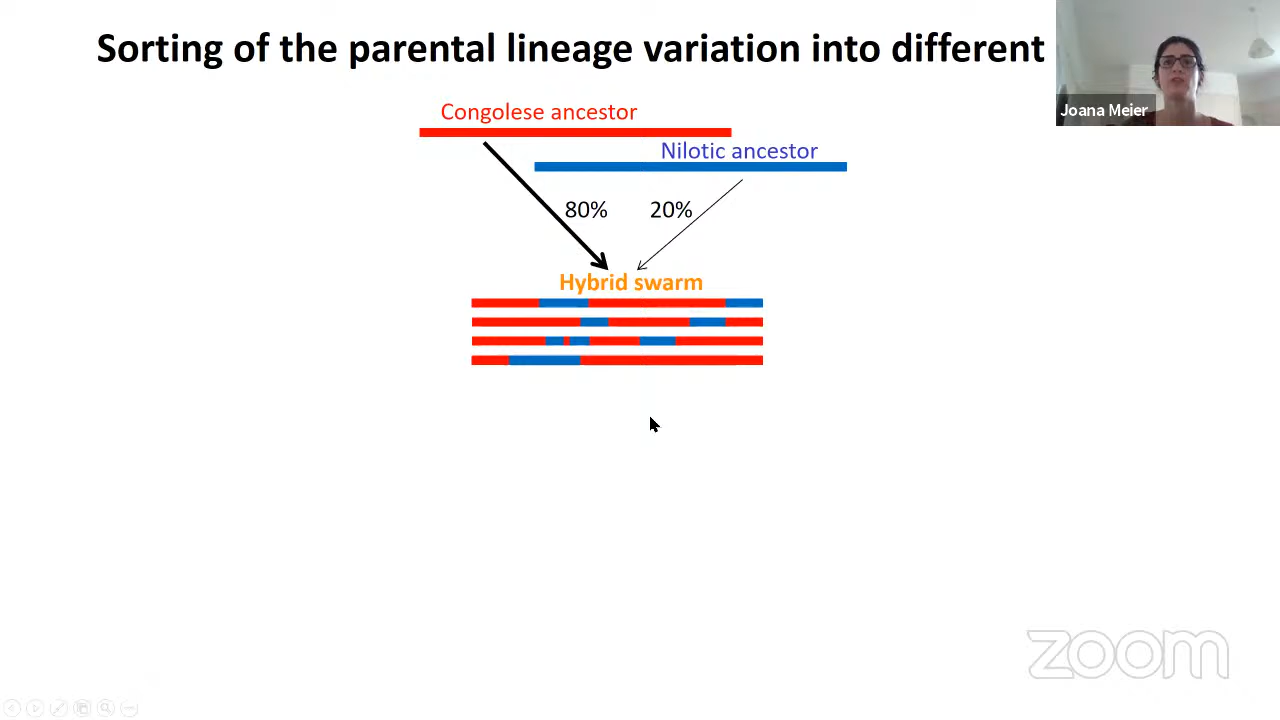 Sorting of the parental lineage variation into different
Joana Meier
Congolese ancestor
Nilotic ancestor
80%
20%
Hybrid swarm
zoom